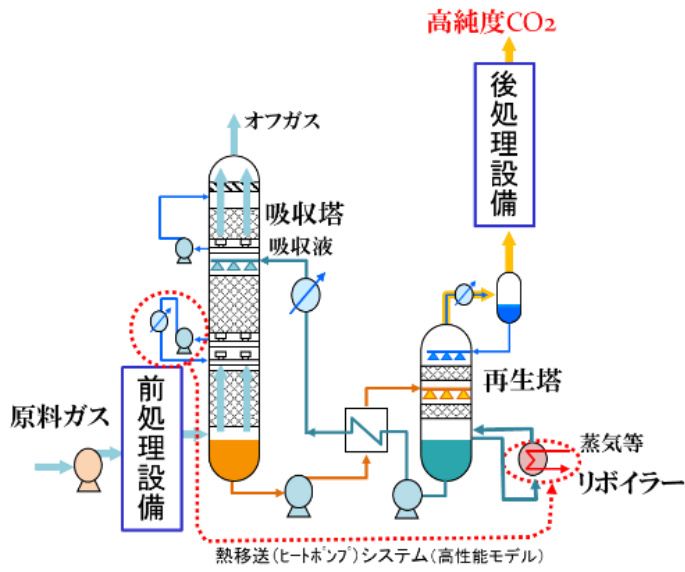 高純度CO2
後処理設備
オフガス
吸収塔
吸収液
再生塔
原料ガス
前処理設備
蒸気等
リボイラー
熱移送(ﾋｰﾄﾎﾟﾝﾌﾟ)システム(高性能モデル)